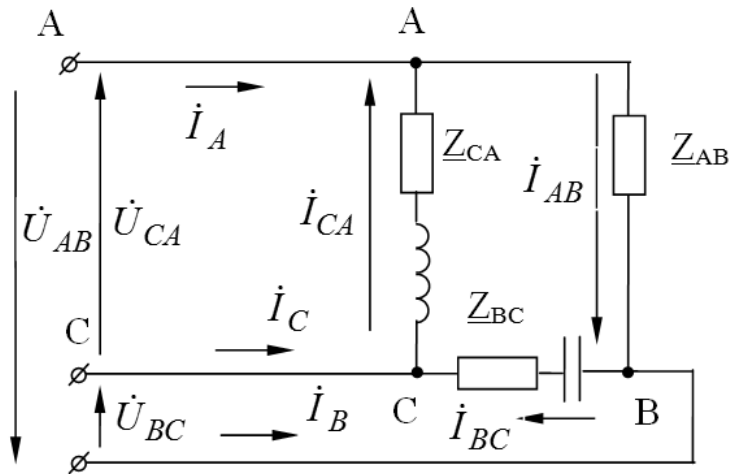 A
A
İ_A
Z_CA
Z_AB
İ_AB
U̇_AB
U̇_CA
İ_CA
C
İ_C
Z_BC
C
B
U̇_BC
İ_B
İ_BC